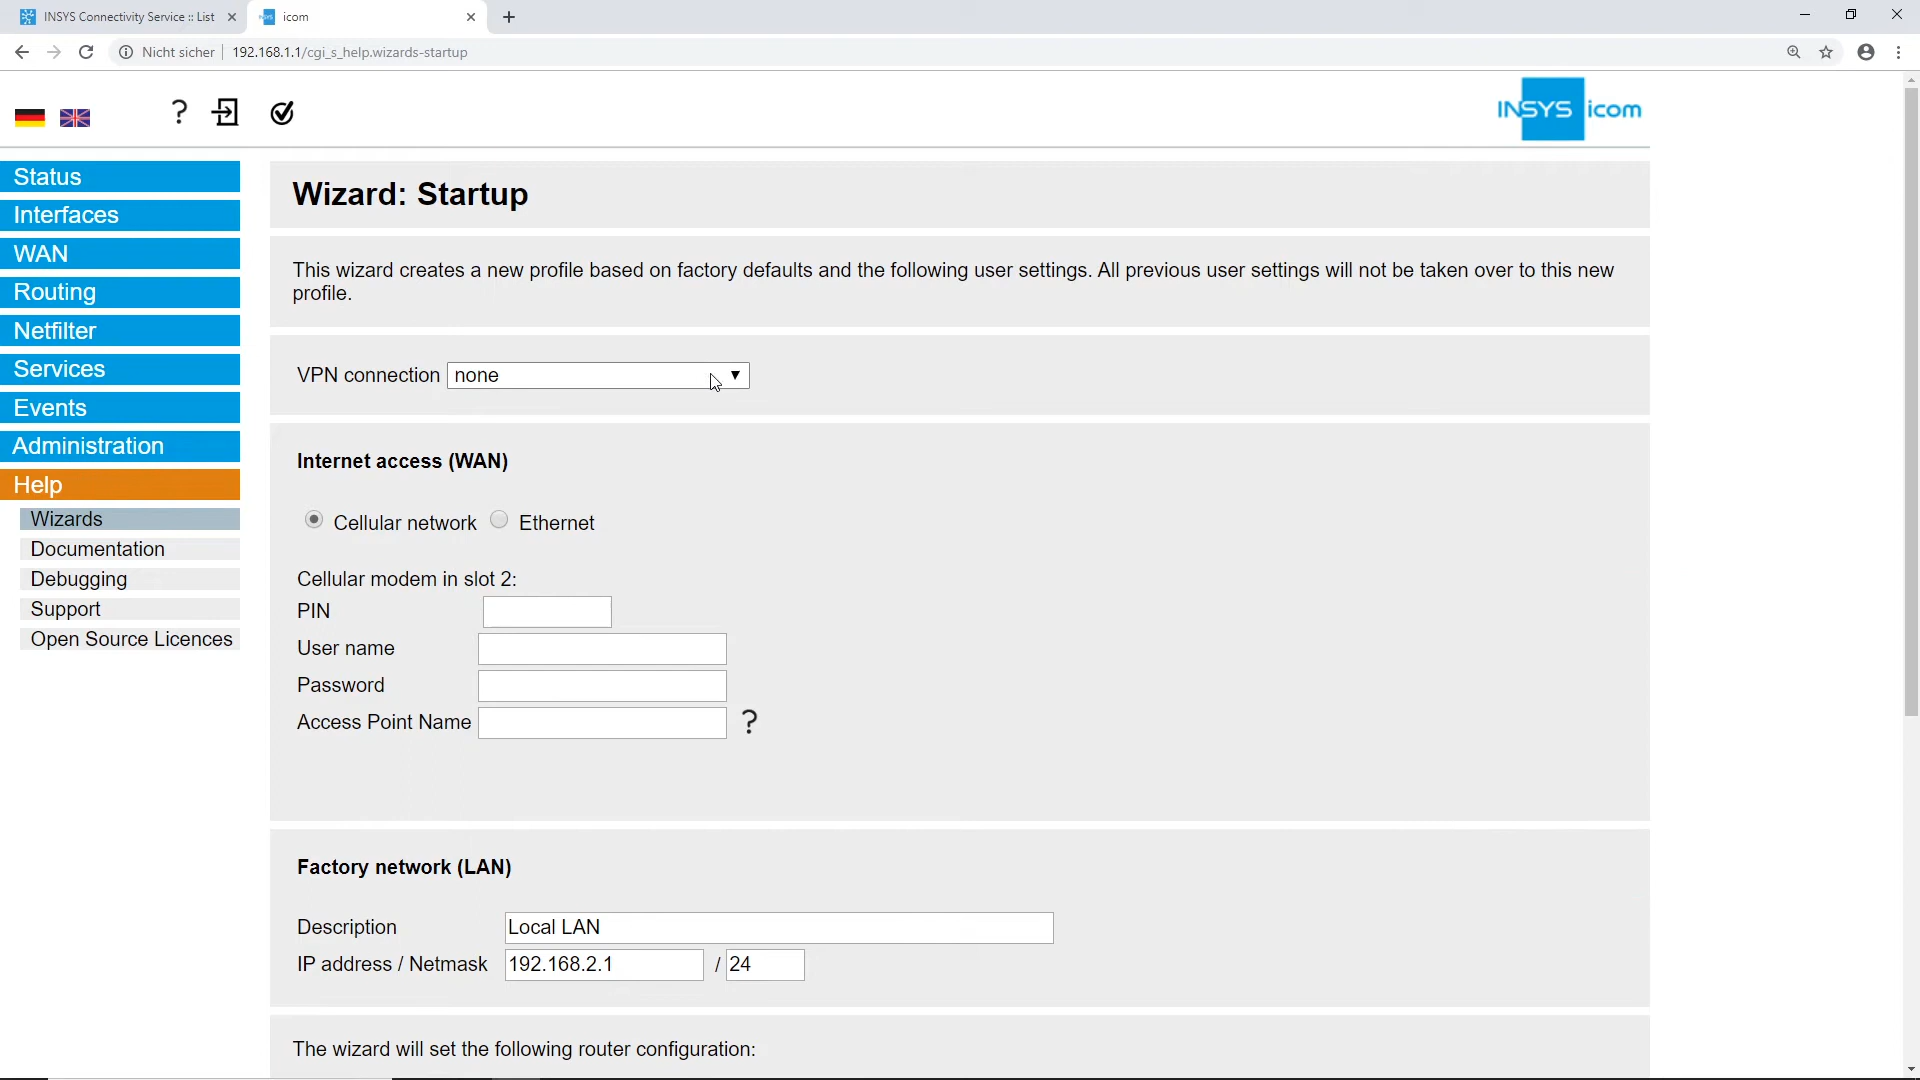 INSYS Connectivity Service :: List
icom
Nicht sicher
192.168.1.1/cgi_s_help.wizards-startup
?
INSYS icom
Status
Interfaces
WAN
Routing
Netfilter
Services
Events
Administration
Help
Wizards
Documentation
Debugging
Support
Open Source Licences
Wizard: Startup
This wizard creates a new profile based on factory defaults and the following user settings. All previous user settings will not be taken over to this new
profile.
VPN connection none
Internet access (WAN)
Cellular network Ethernet
Cellular modem in slot 2:
PIN
User name
Password
Access Point Name ?
Factory network (LAN)
Description Local LAN
IP address / Netmask 192.168.2.1 / 24
The wizard will set the following router configuration: